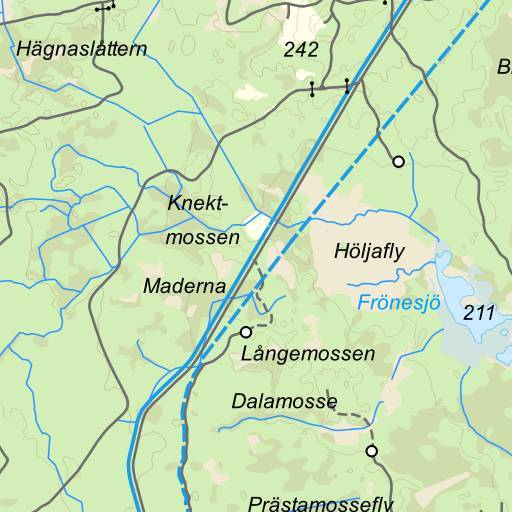 Hägnaslåttern
242
Knekt-
mossen
Höljafly
Maderna
Frönesjö
211
Långemossen
Dalamosse
Prästamossefly